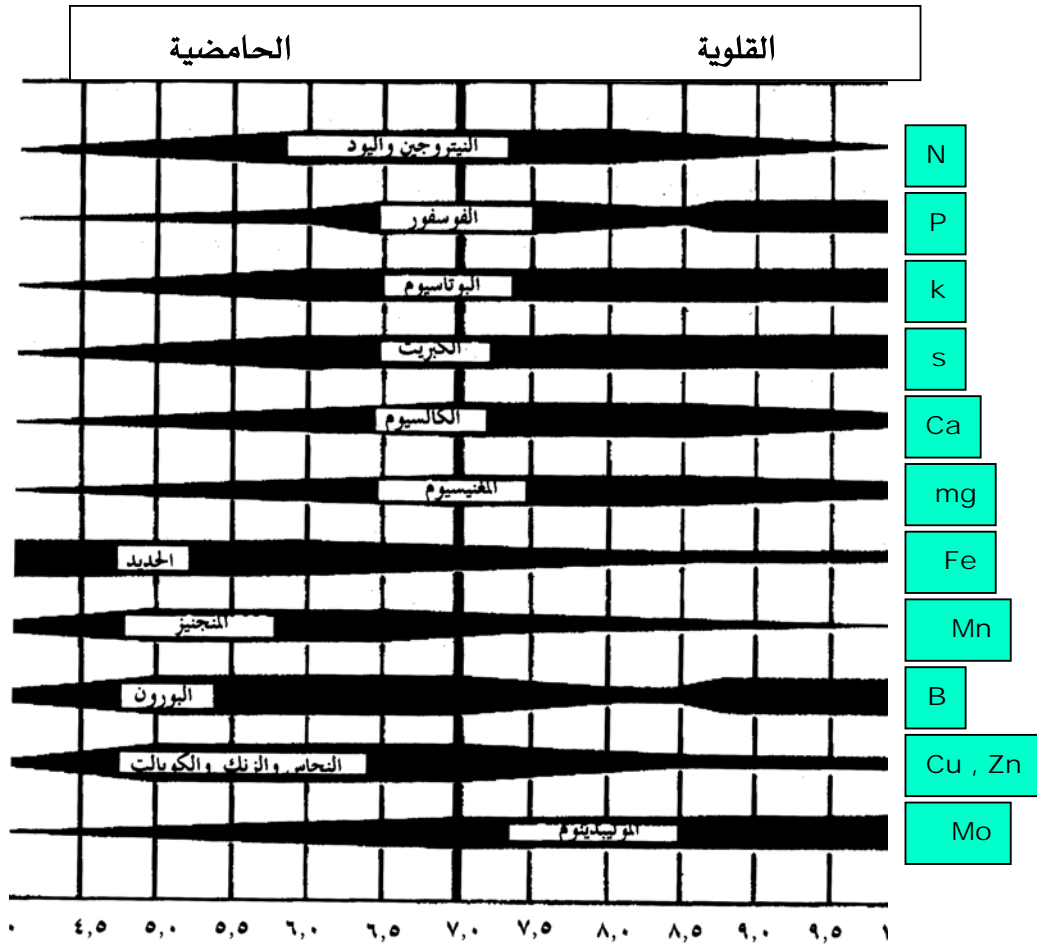 الحامضية القلوية
النيتروجين واليود N
الفوسفور P
البوتاسيوم k
الكبريت s
الكالسيوم Ca
المغنيسيوم mg
الحديد Fe
المنجنيز Mn
البورون B
النحاس والزنك والكوبالت Cu , Zn
الموليبدينوم Mo
٤,٥ ٥,٠ ٥,٥ ٦,٠ ٦,٥ ٧,٠ ٧,٥ ٨,٠ ٨,٥ ٩,٠ ٩,٥